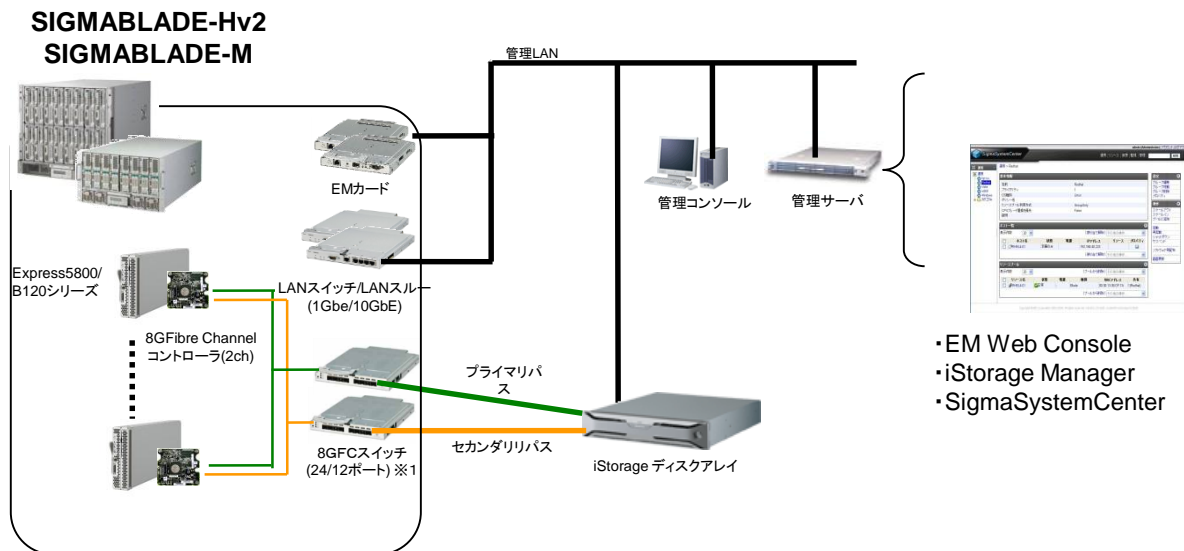 SIGMABLADE-Hv2
SIGMABLADE-M
管理LAN
EMカード
管理コンソール
管理サーバ
SigmaSystemCenter
Express5800/
B120シリーズ
LANスイッチ/LANスルー
(1Gbe/10GbE)
8GFibre Channel
コントローラ(2ch)
プライマリパ
ス
セカンダリリパス
8GFCスイッチ
(24/12ポート) ※1
iStorage ディスクアレイ
・EM Web Console
・iStorage Manager
・SigmaSystemCenter